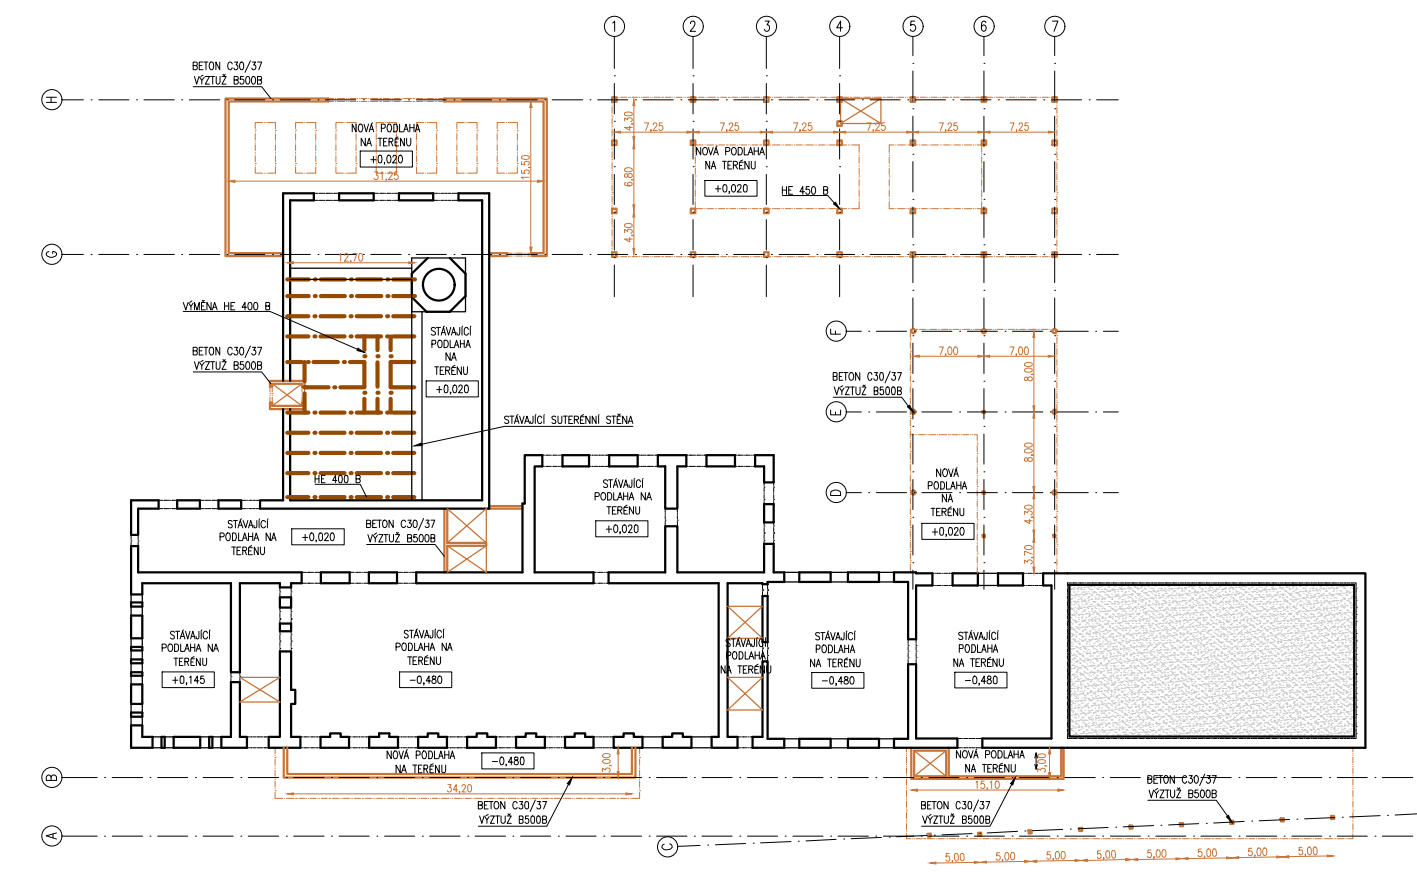 1 2 3 4 5 6 7
BETON C30/37
VÝZTUŽ B500B
H
4,30
7,25 7,25 7,25 7,25 7,25 7,25
NOVÁ PODLAHA
NA TERÉNU
+0,020
31,25
15,50
NOVÁ PODLAHA
NA TERÉNU
+0,020
6,80
HE 450 B
4,30
G
12,70
VÝMĚNA HE 400 B
STÁVAJÍCÍ
PODLAHA
NA
TERÉNU
+0,020
BETON C30/37
VÝZTUŽ B500B
F
7,00 7,00
8,00
BETON C30/37
VÝZTUŽ B500B
E
STÁVAJÍCÍ SUTERÉNNÍ STĚNA
8,00
HE 400 B
NOVÁ
PODLAHA
NA
TERÉNU
+0,020
D
4,30
3,70
STÁVAJÍCÍ
PODLAHA NA
TERÉNU
+0,020
BETON C30/37
VÝZTUŽ B500B
STÁVAJÍCÍ
PODLAHA NA
TERÉNU
+0,020
STÁVAJÍCÍ
PODLAHA NA
TERÉNU
+0,145
STÁVAJÍCÍ
PODLAHA NA
TERÉNU
-0,480
STÁVAJÍCÍ
PODLAHA
NA TERÉNU
STÁVAJÍCÍ
PODLAHA
NA TERÉNU
-0,480
STÁVAJÍCÍ
PODLAHA
NA TERÉNU
-0,480
NOVÁ PODLAHA
NA TERÉNU
-0,480
3,00
NOVÁ PODLAHA
NA TERÉNU
3,00
B
34,20
15,10
BETON C30/37
VÝZTUŽ B500B
BETON C30/37
VÝZTUŽ B500B
BETON C30/37
VÝZTUŽ B500B
A
C
5,00 5,00 5,00 5,00 5,00 5,00 5,00 5,00